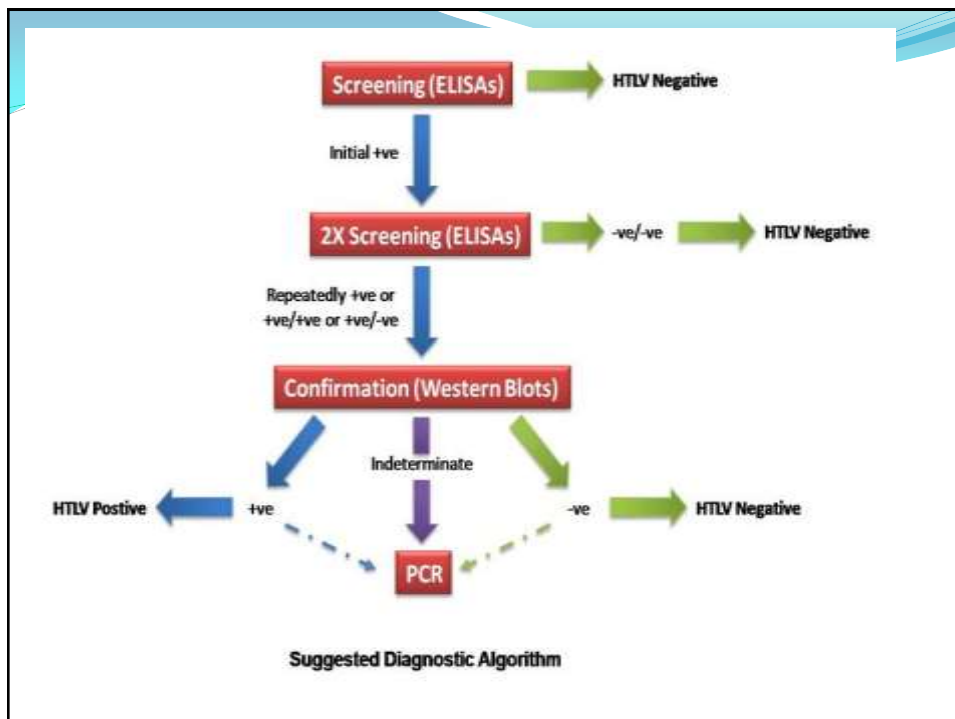 Screening (ELISAs)
HTLV Negative
Initial +ve
2X Screening (ELISAs)
-ve/-ve
HTLV Negative
Repeatedly +ve or
+ve/+ve or +ve/-ve
Confirmation (Western Blots)
Indeterminate
HTLV Postive
+ve
-ve
HTLV Negative
PCR
Suggested Diagnostic Algorithm